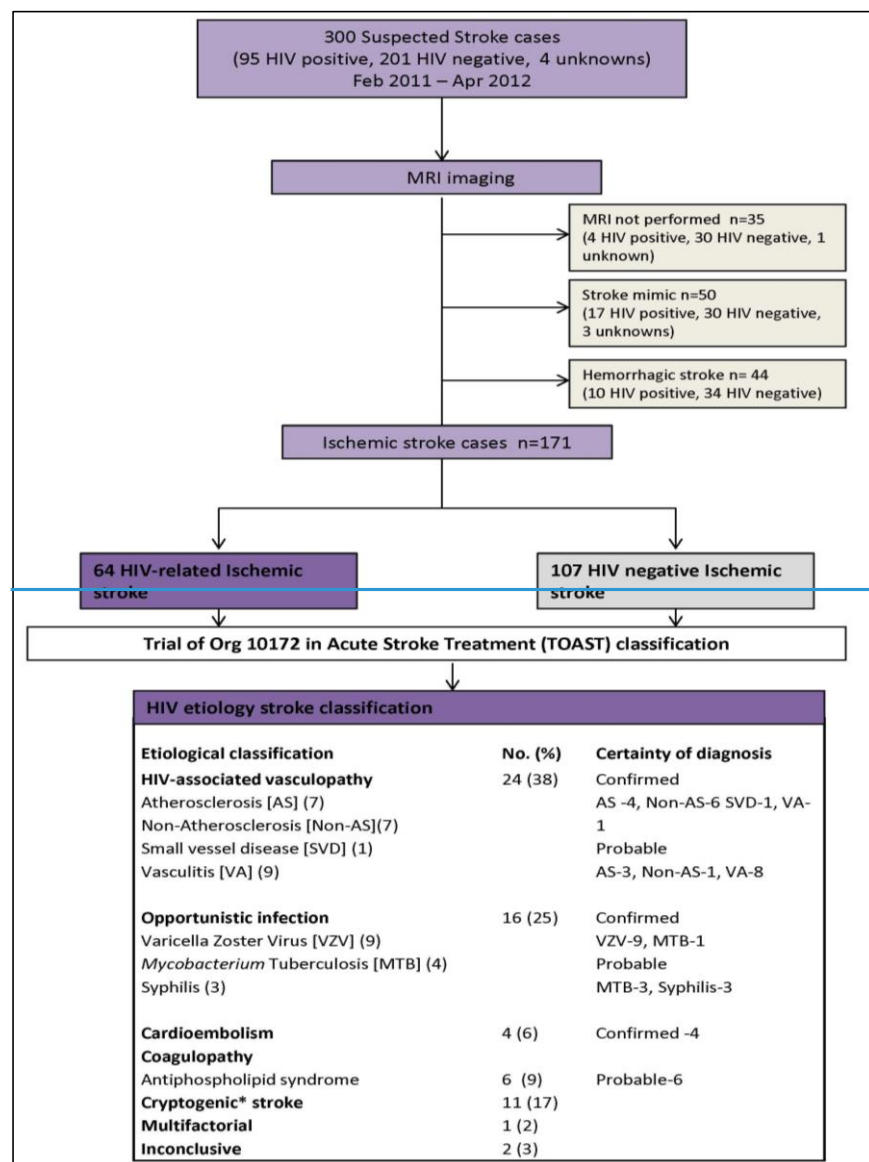 300 Suspected Stroke cases
(95 HIV positive, 201 HIV negative, 4 unknowns)
Feb 2011 – Apr 2012
MRI imaging
MRI not performed n=35
(4 HIV positive, 30 HIV negative, 1
unknown)
Stroke mimic n=50
(17 HIV positive, 30 HIV negative,
3 unknowns)
Hemorrhagic stroke n= 44
(10 HIV positive, 34 HIV negative)
Ischemic stroke cases n=171
64 HIV-related Ischemic
stroke
107 HIV negative Ischemic
stroke
Trial of Org 10172 in Acute Stroke Treatment (TOAST) classification
HIV etiology stroke classification
Etiological classification No. (%) Certainty of diagnosis
HIV-associated vasculopathy 24 (38) Confirmed
Atherosclerosis [AS] (7) AS -4, Non-AS-6 SVD-1, VA-
Non-Atherosclerosis [Non-AS](7) 1
Small vessel disease [SVD] (1) Probable
Vasculitis [VA] (9) AS-3, Non-AS-1, VA-8
Opportunistic infection 16 (25) Confirmed
Varicella Zoster Virus [VZV] (9) VZV-9, MTB-1
Mycobacterium Tuberculosis [MTB] (4) Probable
Syphilis (3) MTB-3, Syphilis-3
Cardioembolism 4 (6) Confirmed -4
Coagulopathy
Antiphospholipid syndrome 6 (9) Probable-6
Cryptogenic* stroke 11 (17)
Multifactorial 1 (2)
Inconclusive 2 (3)